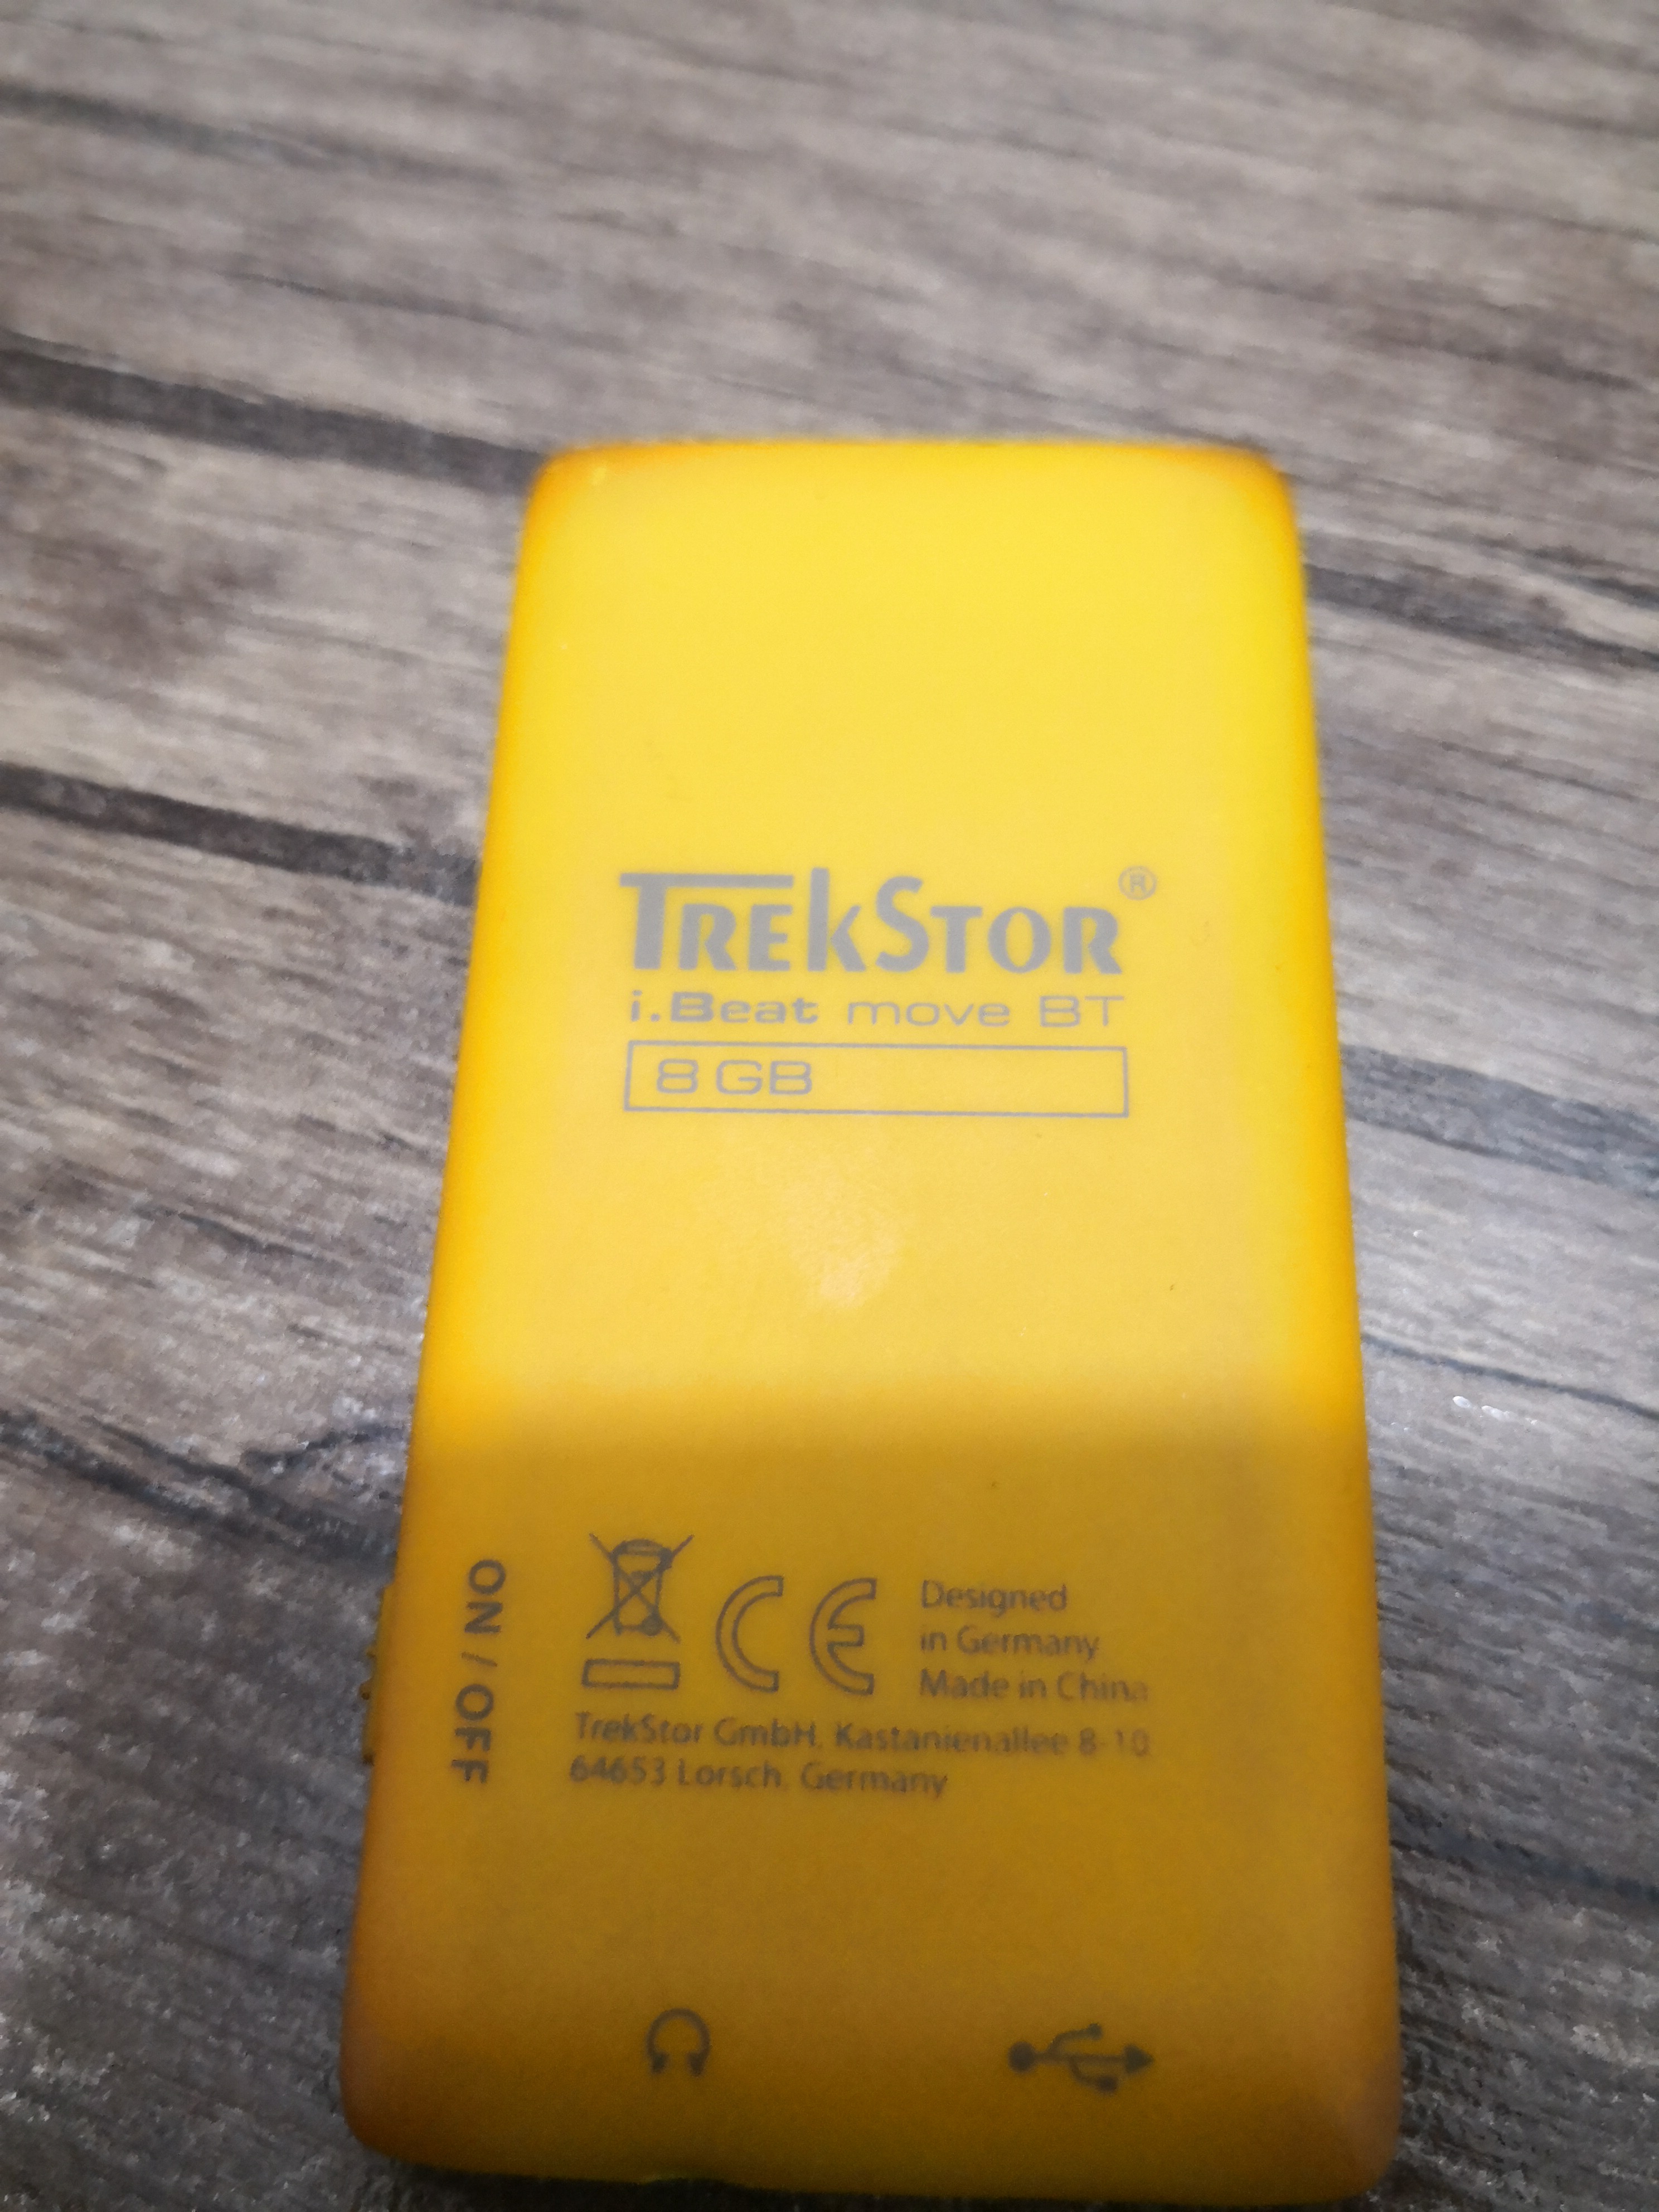 TrekStor®
i.Beat move BT
8 GB
ON / OFF
CE
Designed
in Germany
Made in China
TrekStor GmbH, Kastanienallee 8-10
64653 Lorsch, Germany